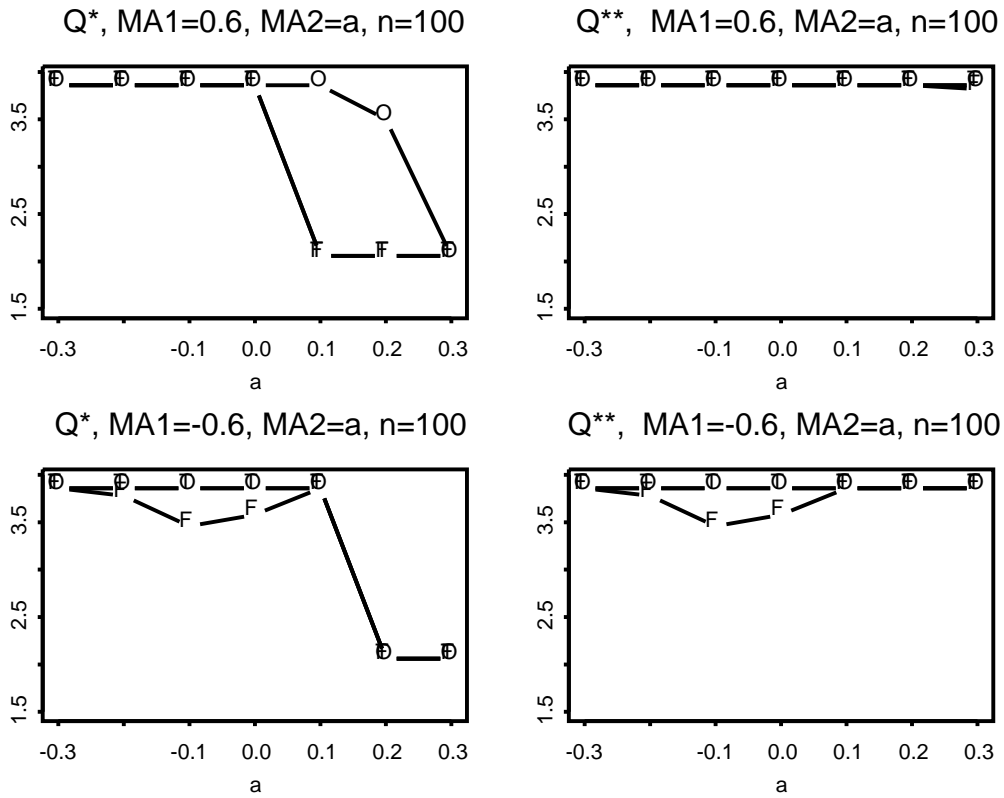 Q*, MA1=0.6, MA2=a, n=100
3.5
2.5
1.5
O
O
-0.3 -0.1 0.0 0.1 0.2 0.3
a
Q**, MA1=0.6, MA2=a, n=100
3.5
2.5
1.5
-0.3 -0.1 0.0 0.1 0.2 0.3
a
Q*, MA1=-0.6, MA2=a, n=100
3.5
2.5
1.5
F
F
-0.3 -0.1 0.0 0.1 0.2 0.3
a
Q**, MA1=-0.6, MA2=a, n=100
3.5
2.5
1.5
F
F
-0.3 -0.1 0.0 0.1 0.2 0.3
a